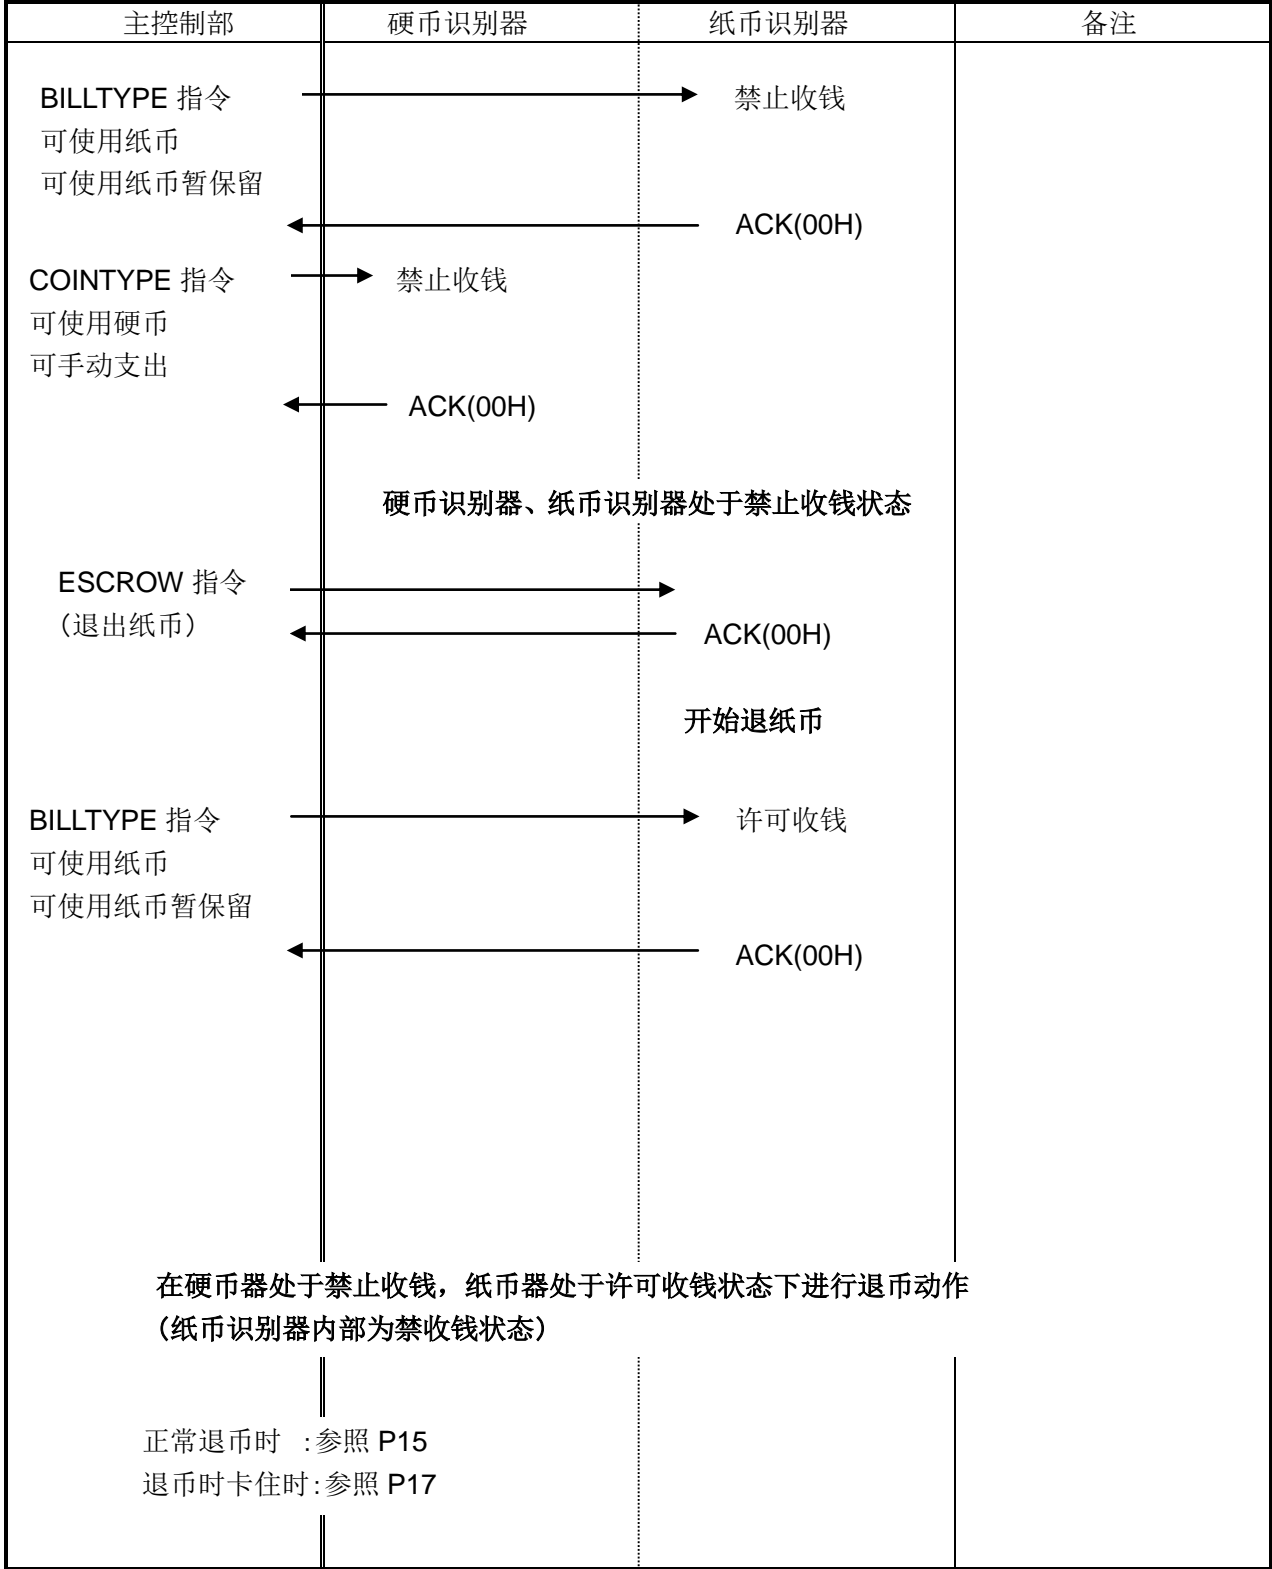 主控制部 硬币识别器 纸币识别器 备注
BILLTYPE 指令 禁止收钱
可使用纸币
可使用纸币暂保留
ACK(00H)
COINTYPE 指令 禁止收钱
可使用硬币
可手动支出
ACK(00H)
硬币识别器、纸币识别器处于禁止收钱状态
ESCROW 指令
（退出纸币） ACK(00H)
开始退纸币
BILLTYPE 指令 许可收钱
可使用纸币
可使用纸币暂保留
ACK(00H)
在硬币器处于禁止收钱，纸币器处于许可收钱状态下进行退币动作
（纸币识别器内部为禁收钱状态）
正常退币时 :参照 P15
退币时卡住时:参照 P17